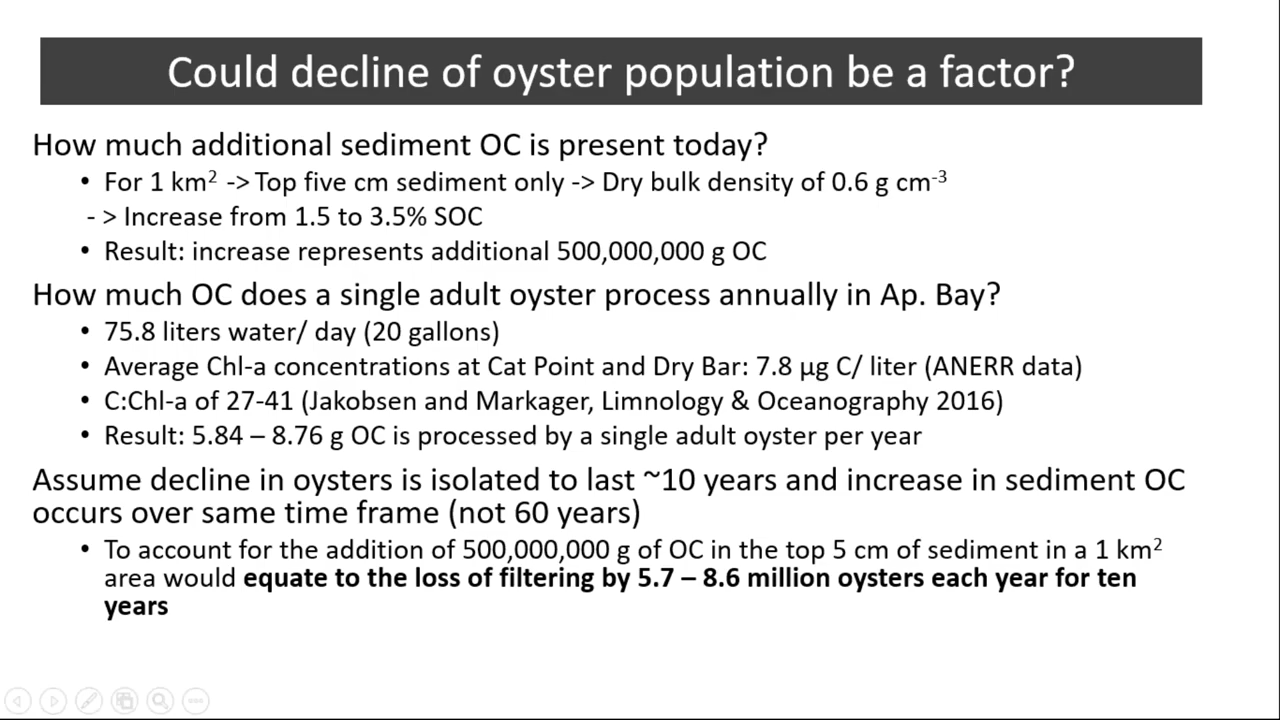 Could decline of oyster population be a factor?
How much additional sediment OC is present today?
• For 1 km² -> Top five cm sediment only -> Dry bulk density of 0.6 g cm⁻³
- > Increase from 1.5 to 3.5% SOC
• Result: increase represents additional 500,000,000 g OC
How much OC does a single adult oyster process annually in Ap. Bay?
• 75.8 liters water/ day (20 gallons)
• Average Chl-a concentrations at Cat Point and Dry Bar: 7.8 µg C/ liter (ANERR data)
• C:Chl-a of 27-41 (Jakobsen and Markager, Limnology & Oceanography 2016)
• Result: 5.84 – 8.76 g OC is processed by a single adult oyster per year
Assume decline in oysters is isolated to last ~10 years and increase in sediment OC
occurs over same time frame (not 60 years)
• To account for the addition of 500,000,000 g of OC in the top 5 cm of sediment in a 1 km²
area would equate to the loss of filtering by 5.7 – 8.6 million oysters each year for ten
years